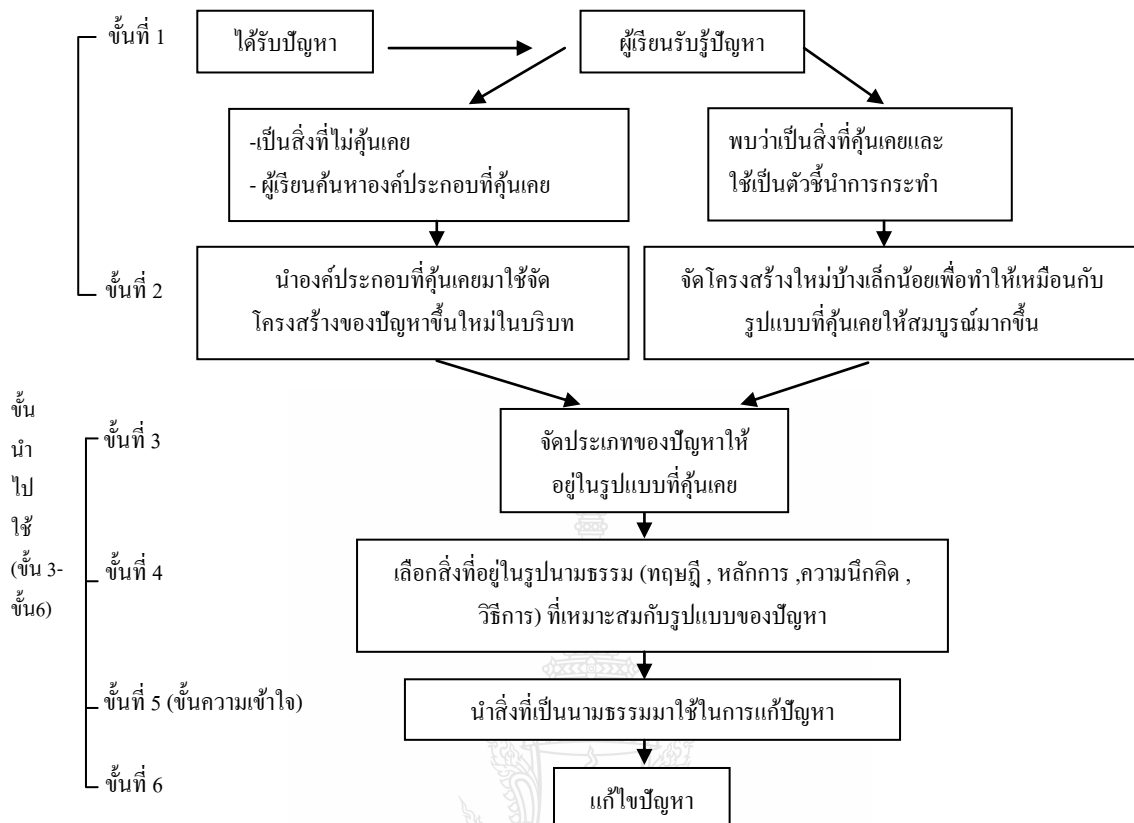 ขั้นที่ 1
ได้รับปัญหา
ผู้เรียนรับรู้ปัญหา
-เป็นสิ่งที่ไม่คุ้นเคย
- ผู้เรียนค้นหาองค์ประกอบที่คุ้นเคย
พบว่าเป็นสิ่งที่คุ้นเคยและ
ใช้เป็นตัวชี้นำการกระทำ
ขั้นที่ 2
นำองค์ประกอบที่คุ้นเคยมาใช้จัด
โครงสร้างของปัญหาขึ้นใหม่ในบริบท
จัดโครงสร้างใหม่บ้างเล็กน้อยเพื่อทำให้เหมือนกับ
รูปแบบที่คุ้นเคยให้สมบูรณ์มากขึ้น
ขั้น
นำ
ไป
ใช้
(ขั้น 3-
ขั้น6)
ขั้นที่ 3
จัดประเภทของปัญหาให้
อยู่ในรูปแบบที่คุ้นเคย
ขั้นที่ 4
เลือกสิ่งที่อยู่ในรูปนามธรรม (ทฤษฎี , หลักการ ,ความนึกคิด ,
วิธีการ) ที่เหมาะสมกับรูปแบบของปัญหา
ขั้นที่ 5 (ขั้นความเข้าใจ)
นำสิ่งที่เป็นนามธรรมมาใช้ในการแก้ปัญหา
ขั้นที่ 6
แก้ไขปัญหา